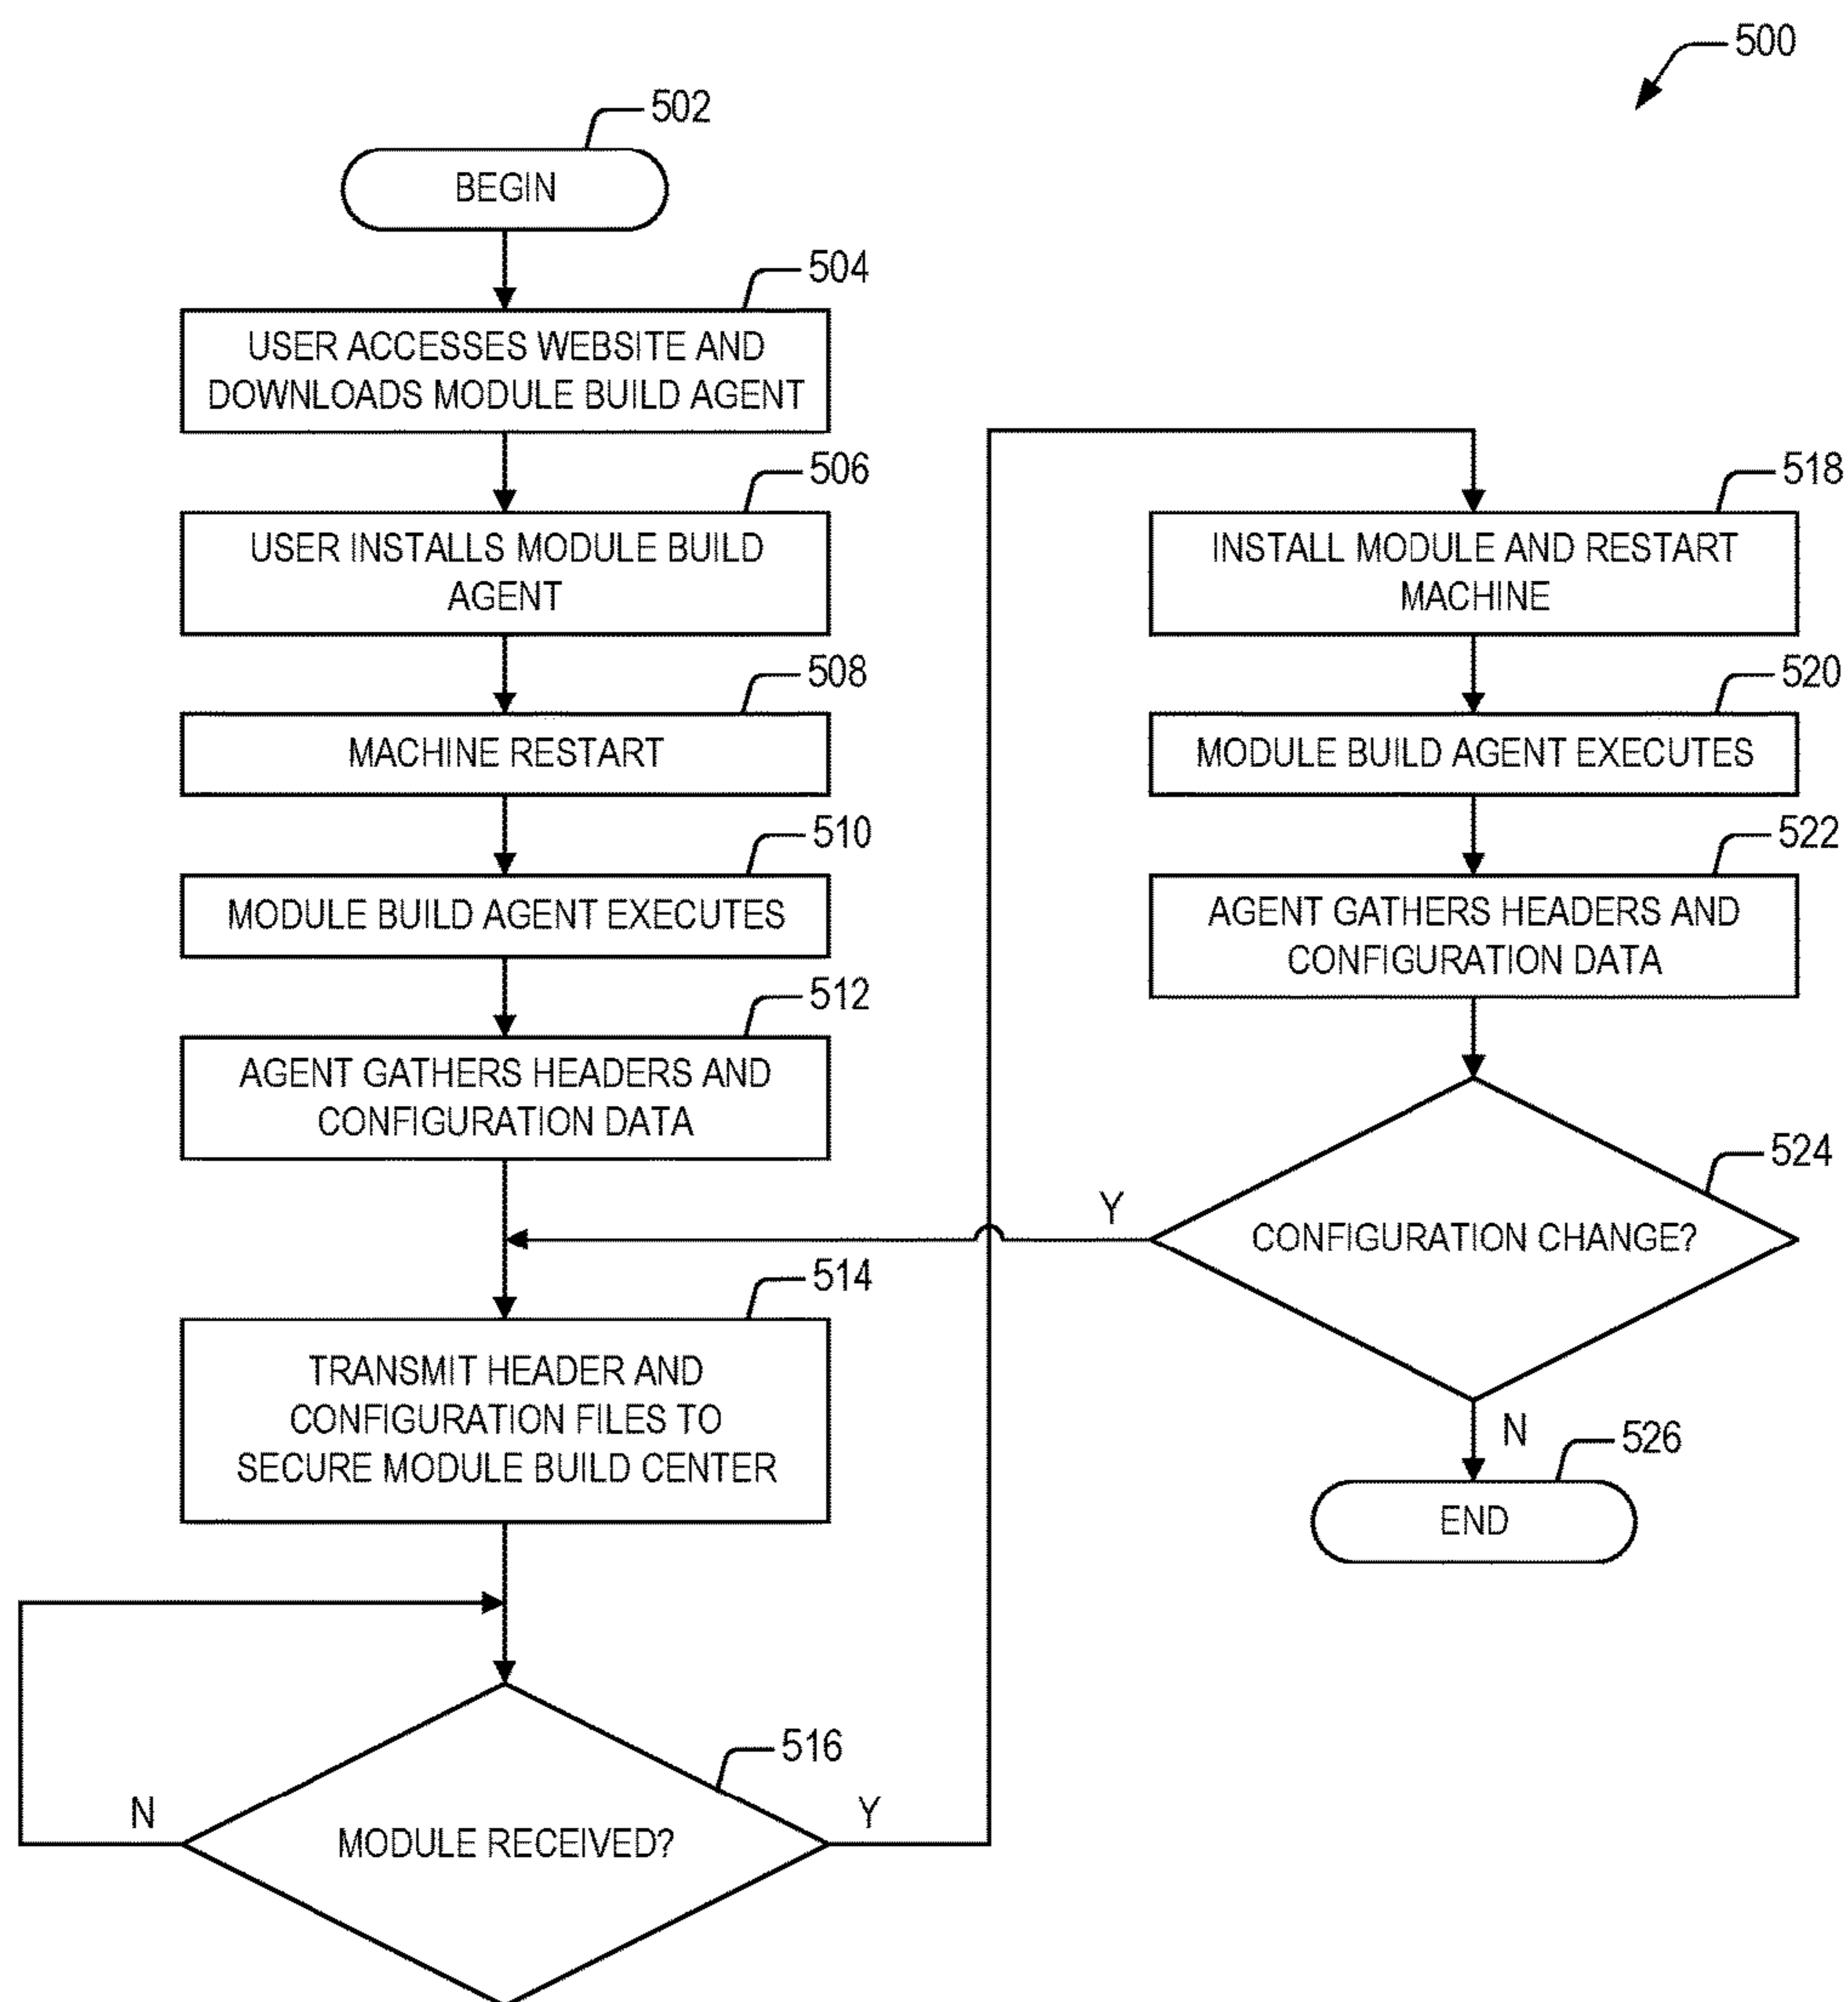 500
502
BEGIN
504
USER ACCESSES WEBSITE AND
DOWNLOADS MODULE BUILD AGENT
506
USER INSTALLS MODULE BUILD
AGENT
508
MACHINE RESTART
510
MODULE BUILD AGENT EXECUTES
512
AGENT GATHERS HEADERS AND
CONFIGURATION DATA
514
TRANSMIT HEADER AND
CONFIGURATION FILES TO
SECURE MODULE BUILD CENTER
516
N
MODULE RECEIVED?
Y
518
INSTALL MODULE AND RESTART
MACHINE
520
MODULE BUILD AGENT EXECUTES
522
AGENT GATHERS HEADERS AND
CONFIGURATION DATA
524
Y
CONFIGURATION CHANGE?
N
526
END